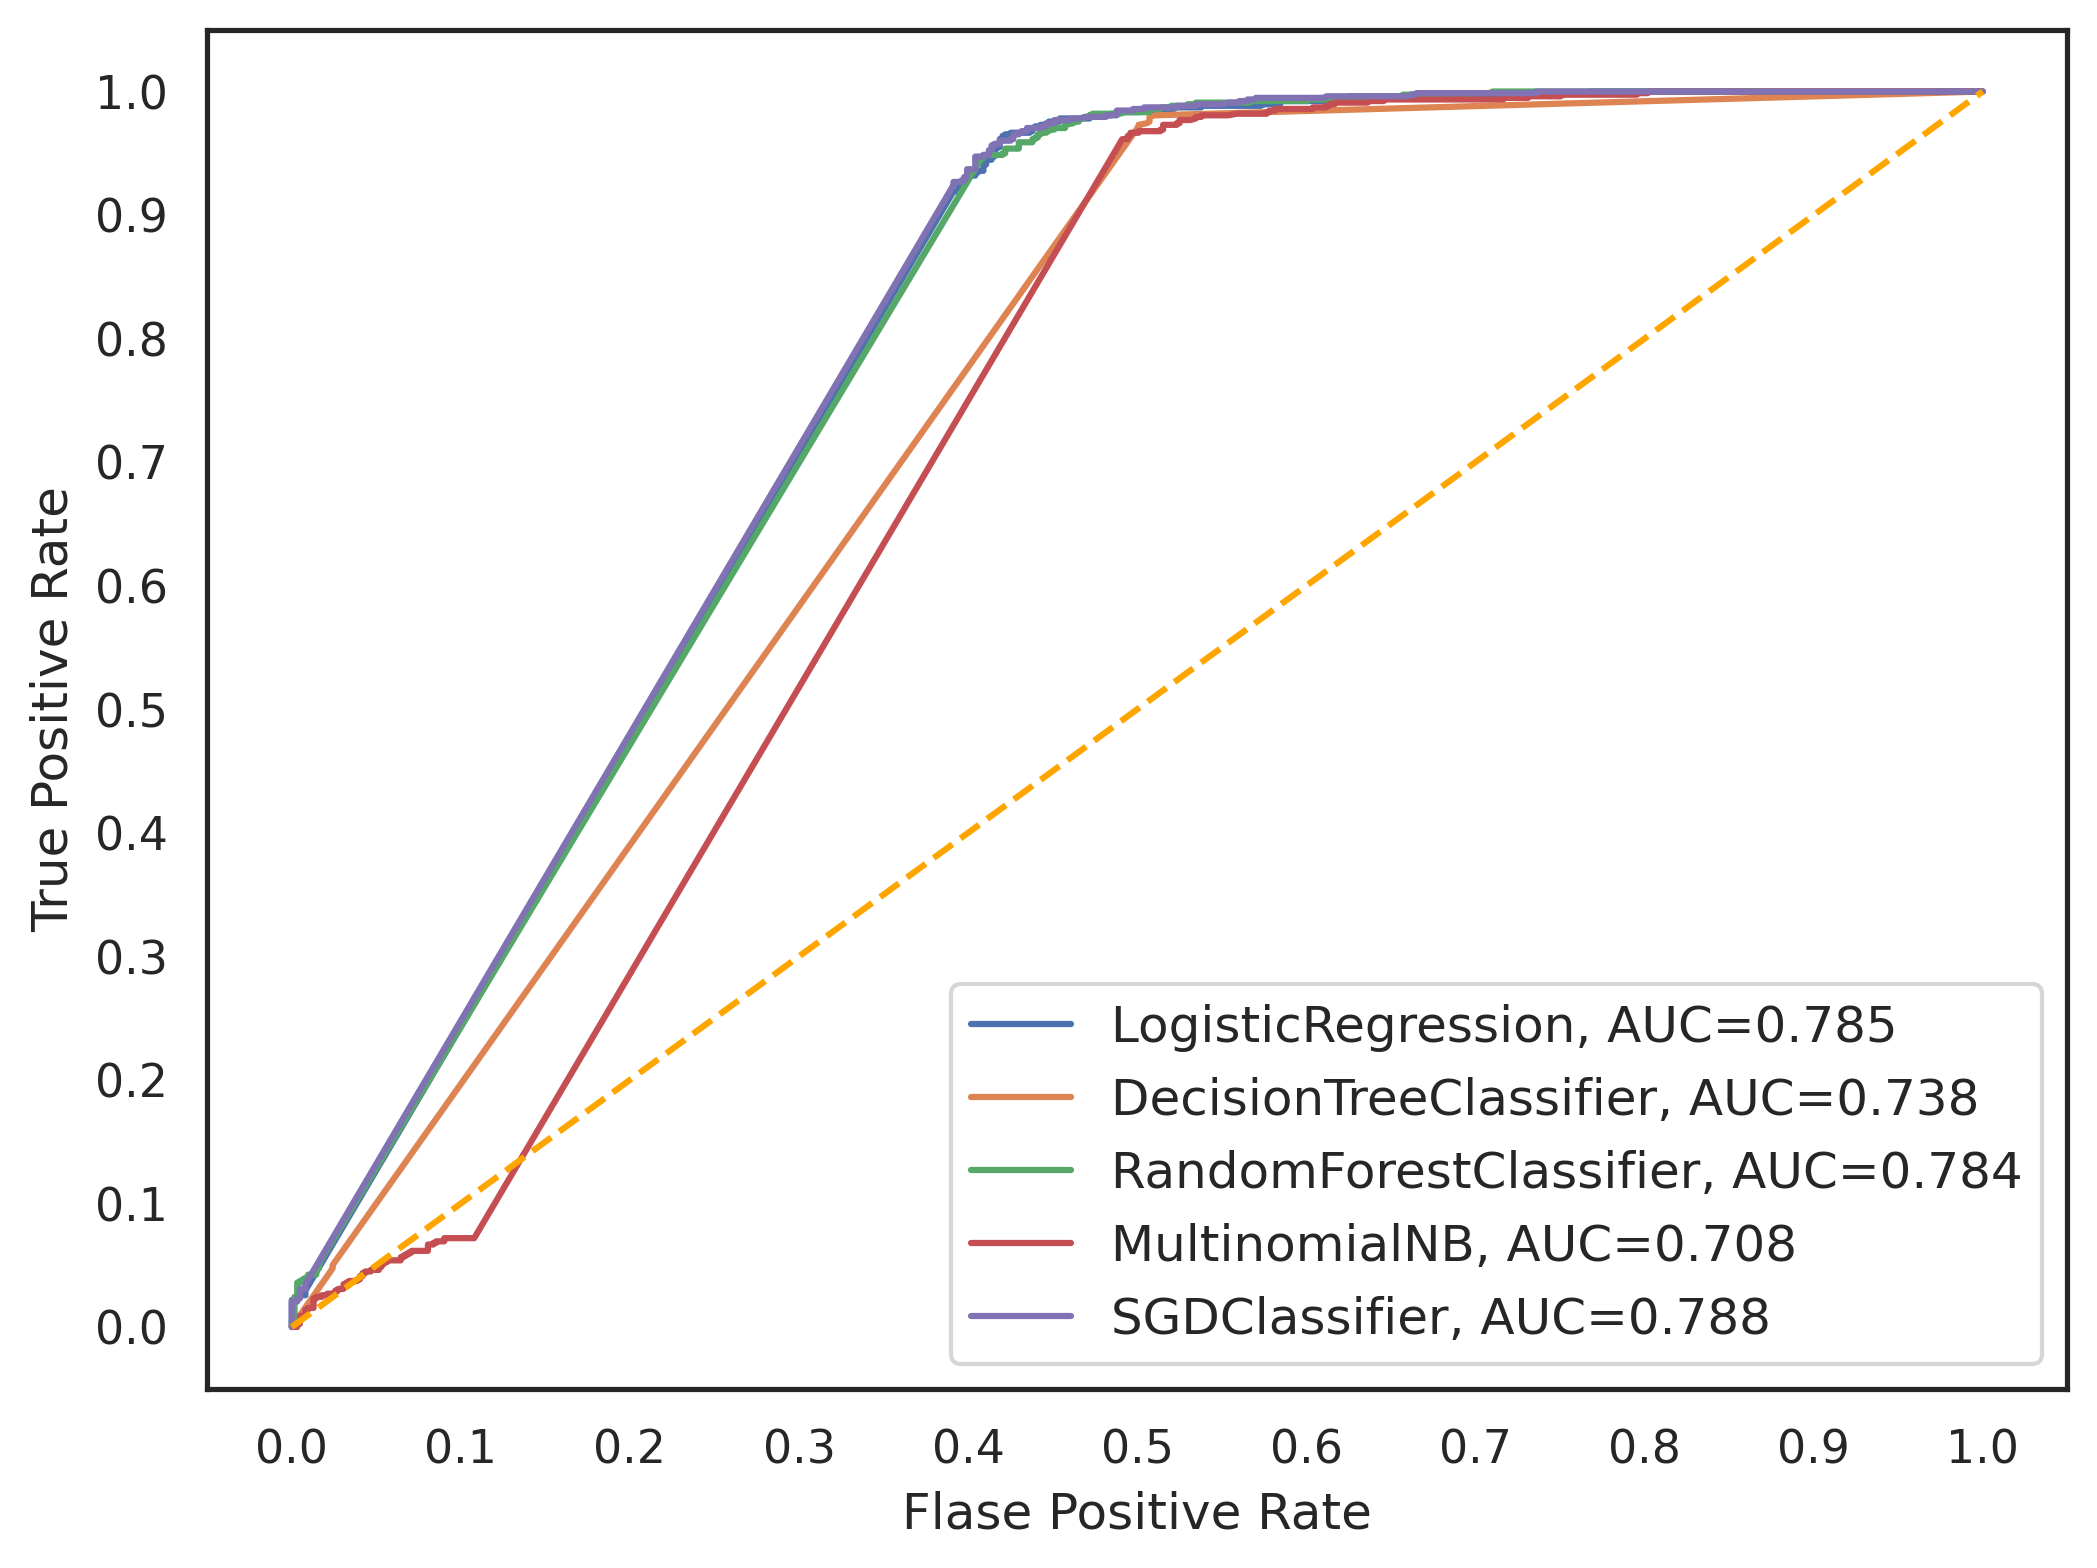 1.0
0.9
0.8
0.7
0.6
0.5
0.4
0.3
0.2
0.1
0.0
True Positive Rate
LogisticRegression, AUC=0.785
DecisionTreeClassifier, AUC=0.738
RandomForestClassifier, AUC=0.784
MultinomialNB, AUC=0.708
SGDClassifier, AUC=0.788
0.0 0.1 0.2 0.3 0.4 0.5 0.6 0.7 0.8 0.9 1.0
Flase Positive Rate